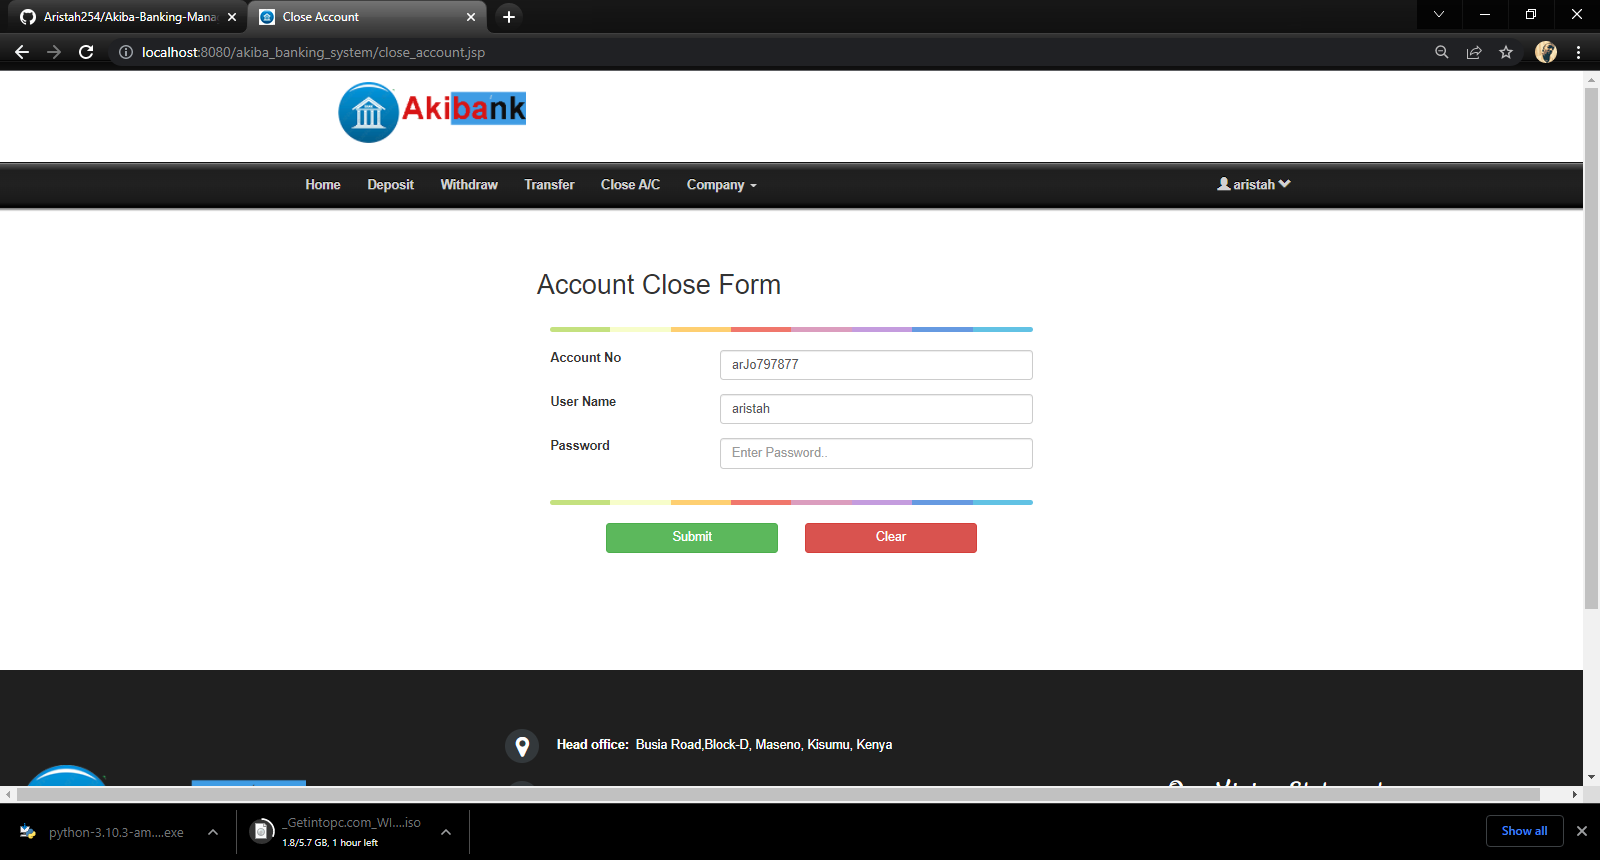 Aristah254/Akiba-Banking-Mana
Close Account
localhost:8080/akiba_banking_system/close_account.jsp
Akibank
Home Deposit Withdraw Transfer Close A/C Company aristah
Account Close Form
Account No arJo797877
User Name aristah
Password Enter Password..
Submit Clear
Head office: Busia Road,Block-D, Maseno, Kisumu, Kenya
python-3.10.3-am....exe
_Getintopc.com_WI....iso
1.8/5.7 GB, 1 hour left
Show all